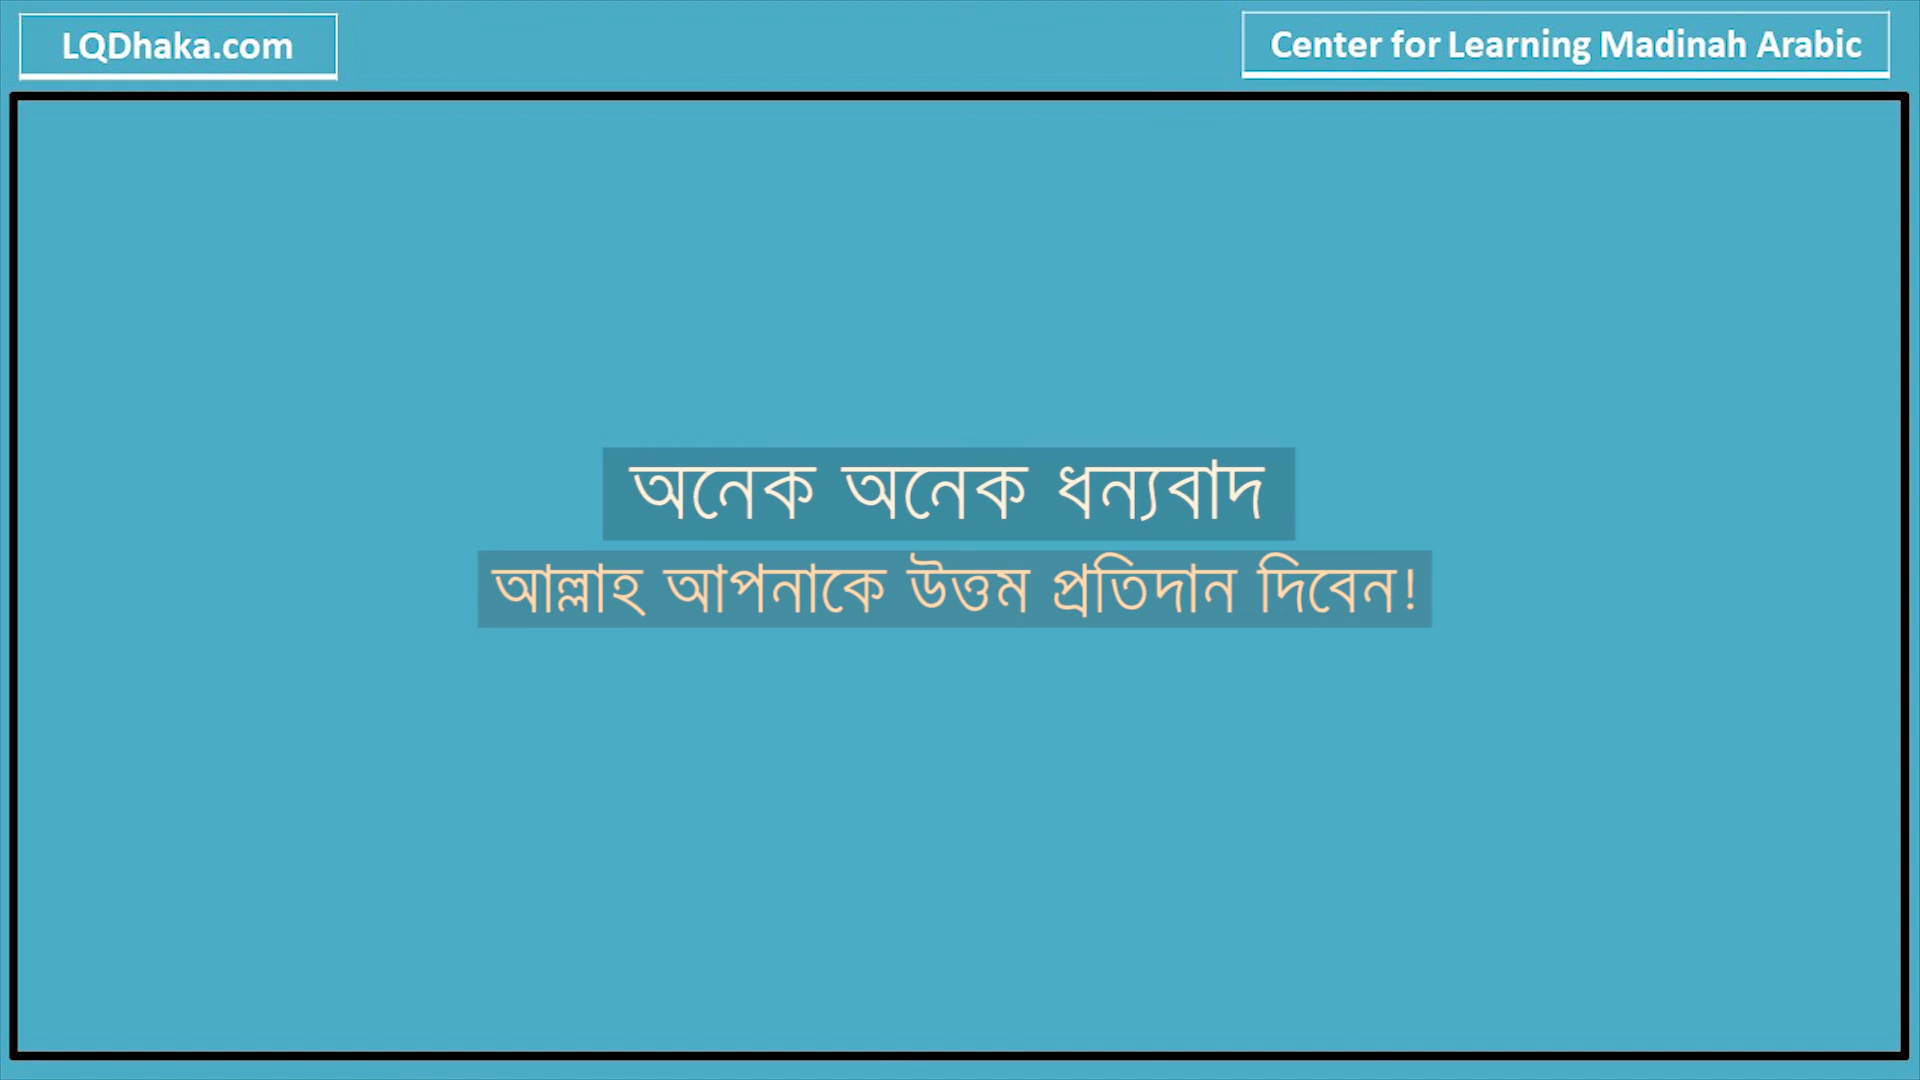 LQDhaka.com
Center for Learning Madinah Arabic
অনেক অনেক ধন্যবাদ
আল্লাহ আপনাকে উত্তম প্রতিদান দিবেন!